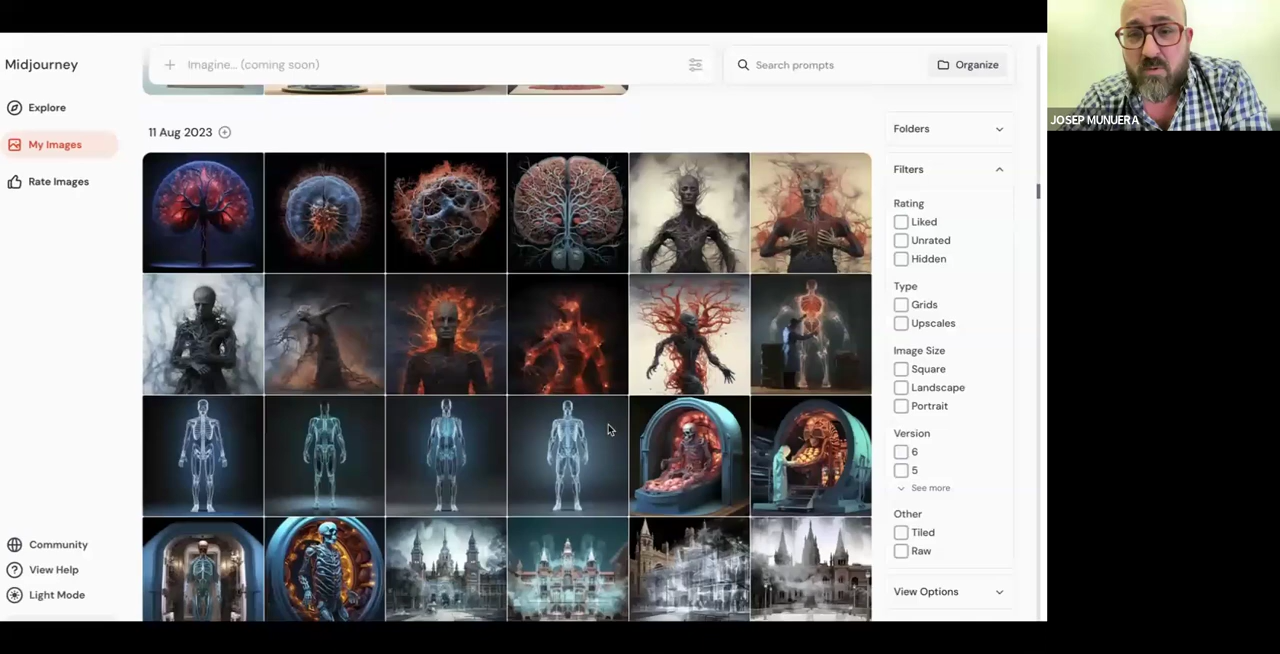 Midjourney
Imagine... (coming soon)
Search prompts
Organize
Explore
My Images
Rate Images
11 Aug 2023
Folders
Filters
Rating
Liked
Unrated
Hidden
Type
Grids
Upscales
Image Size
Square
Landscape
Portrait
Version
6
5
See more
Other
Tiled
Raw
View Options
Community
View Help
Light Mode
JOSEP MUNUERA